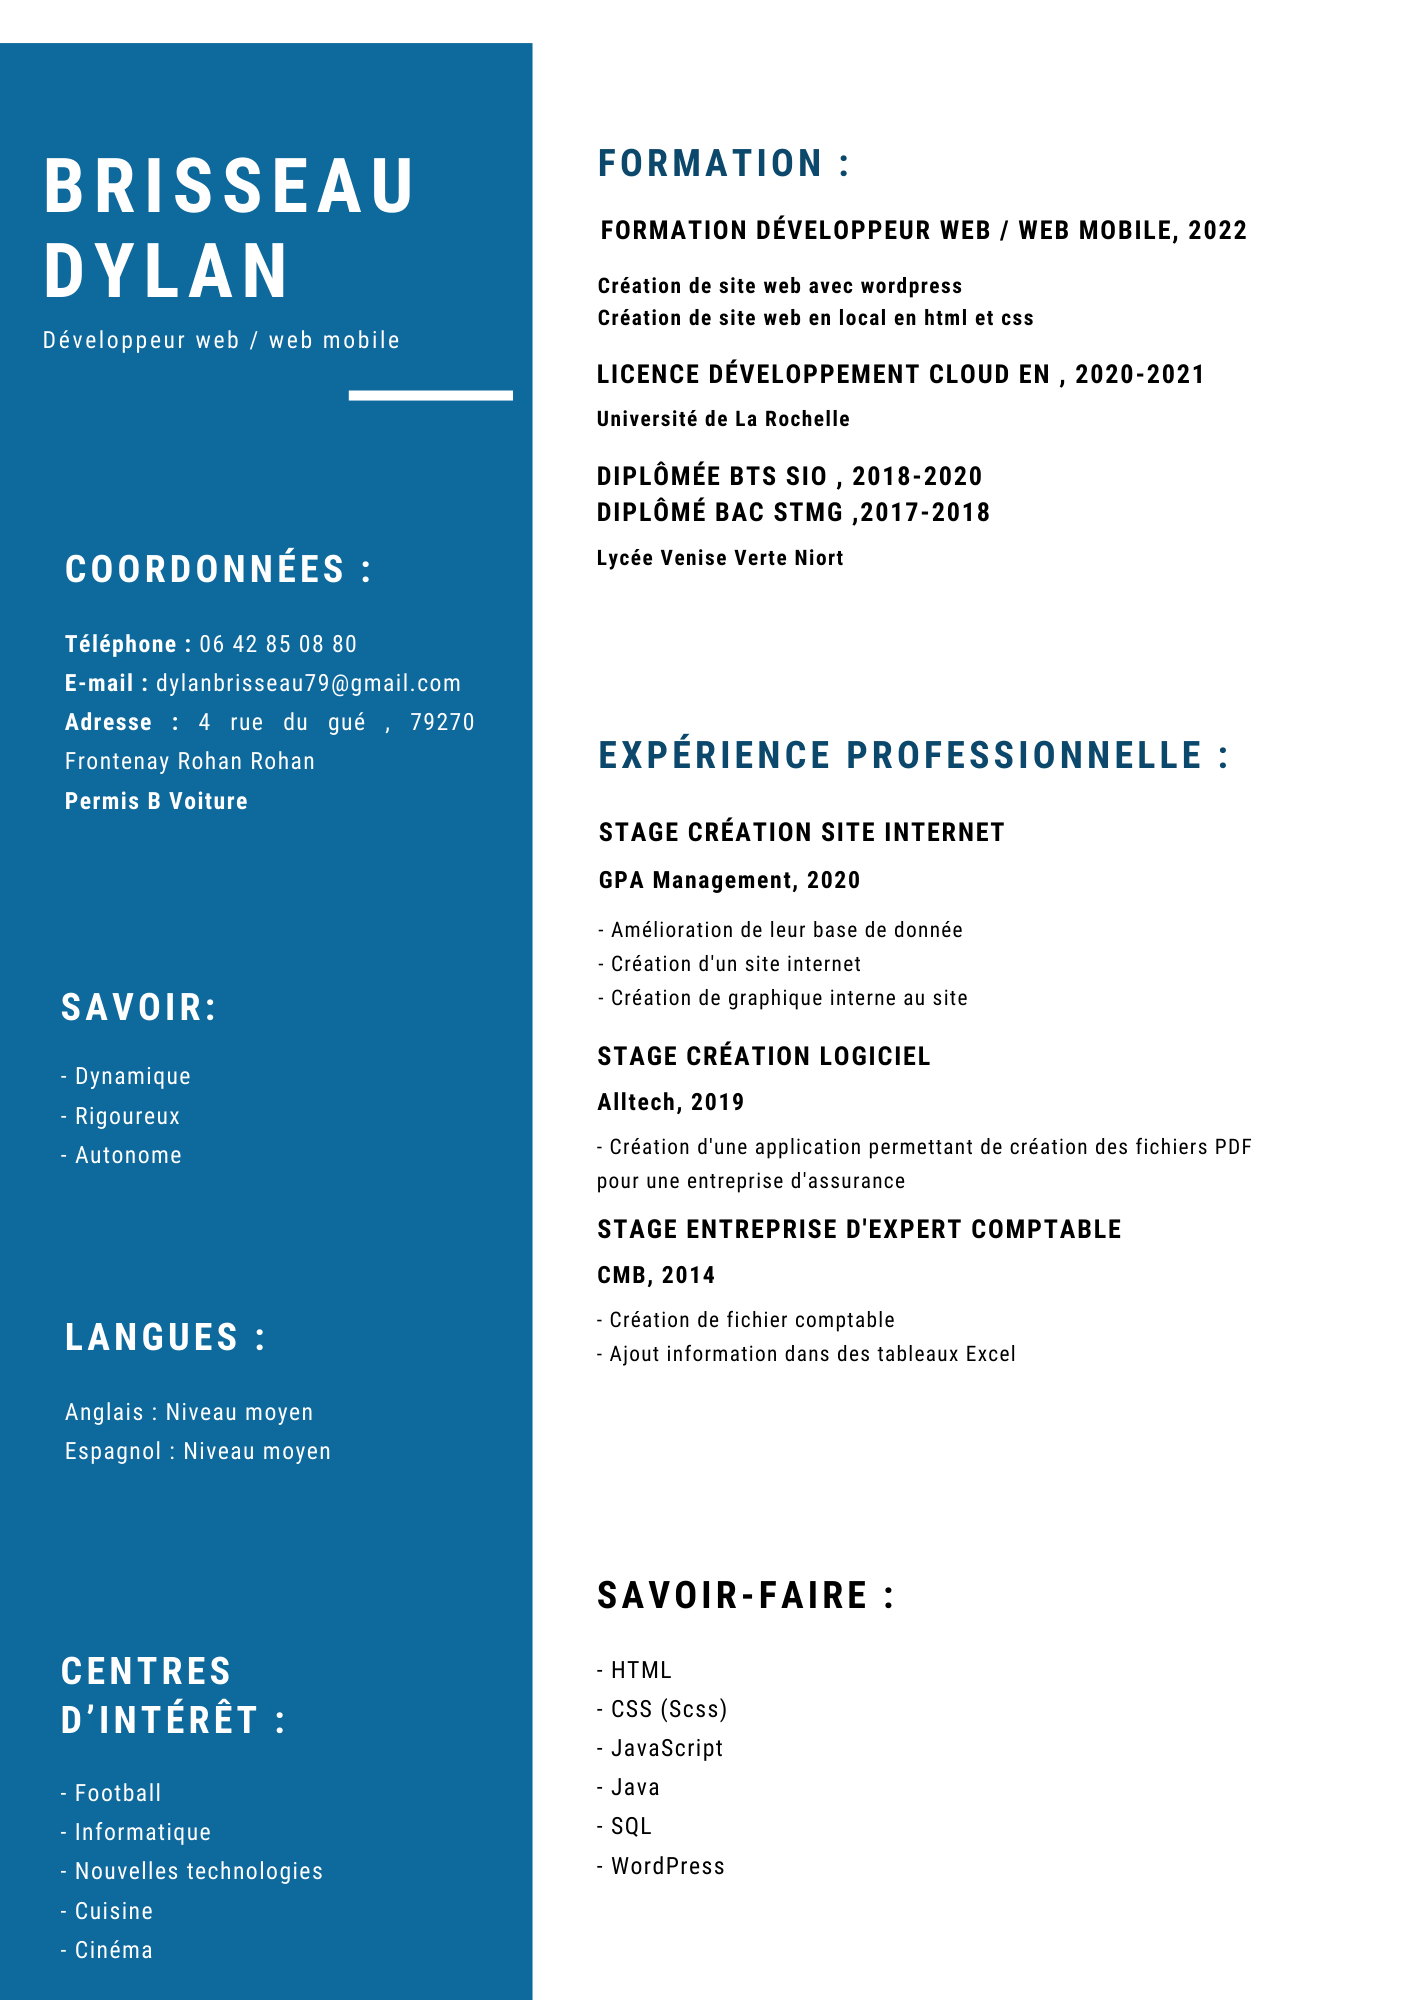 BRISSEAU
DYLAN
Développeur web / web mobile
COORDONNÉES :
Téléphone : 06 42 85 08 80
E-mail : dylanbrisseau79@gmail.com
Adresse : 4 rue du gué , 79270
Frontenay Rohan Rohan
Permis B Voiture
SAVOIR:
- Dynamique
- Rigoureux
- Autonome
LANGUES :
Anglais : Niveau moyen
Espagnol : Niveau moyen
CENTRES
D’INTÉRÊT :
- Football
- Informatique
- Nouvelles technologies
- Cuisine
- Cinéma
FORMATION :
FORMATION DÉVELOPPEUR WEB / WEB MOBILE, 2022
Création de site web avec wordpress
Création de site web en local en html et css
LICENCE DÉVELOPPEMENT CLOUD EN , 2020-2021
Université de La Rochelle
DIPLÔMÉE BTS SIO , 2018-2020
DIPLÔMÉ BAC STMG ,2017-2018
Lycée Venise Verte Niort
EXPÉRIENCE PROFESSIONNELLE :
STAGE CRÉATION SITE INTERNET
GPA Management, 2020
- Amélioration de leur base de donnée
- Création d'un site internet
- Création de graphique interne au site
STAGE CRÉATION LOGICIEL
Alltech, 2019
- Création d'une application permettant de création des fichiers PDF
pour une entreprise d'assurance
STAGE ENTREPRISE D'EXPERT COMPTABLE
CMB, 2014
- Création de fichier comptable
- Ajout information dans des tableaux Excel
SAVOIR-FAIRE :
- HTML
- CSS (Scss)
- JavaScript
- Java
- SQL
- WordPress